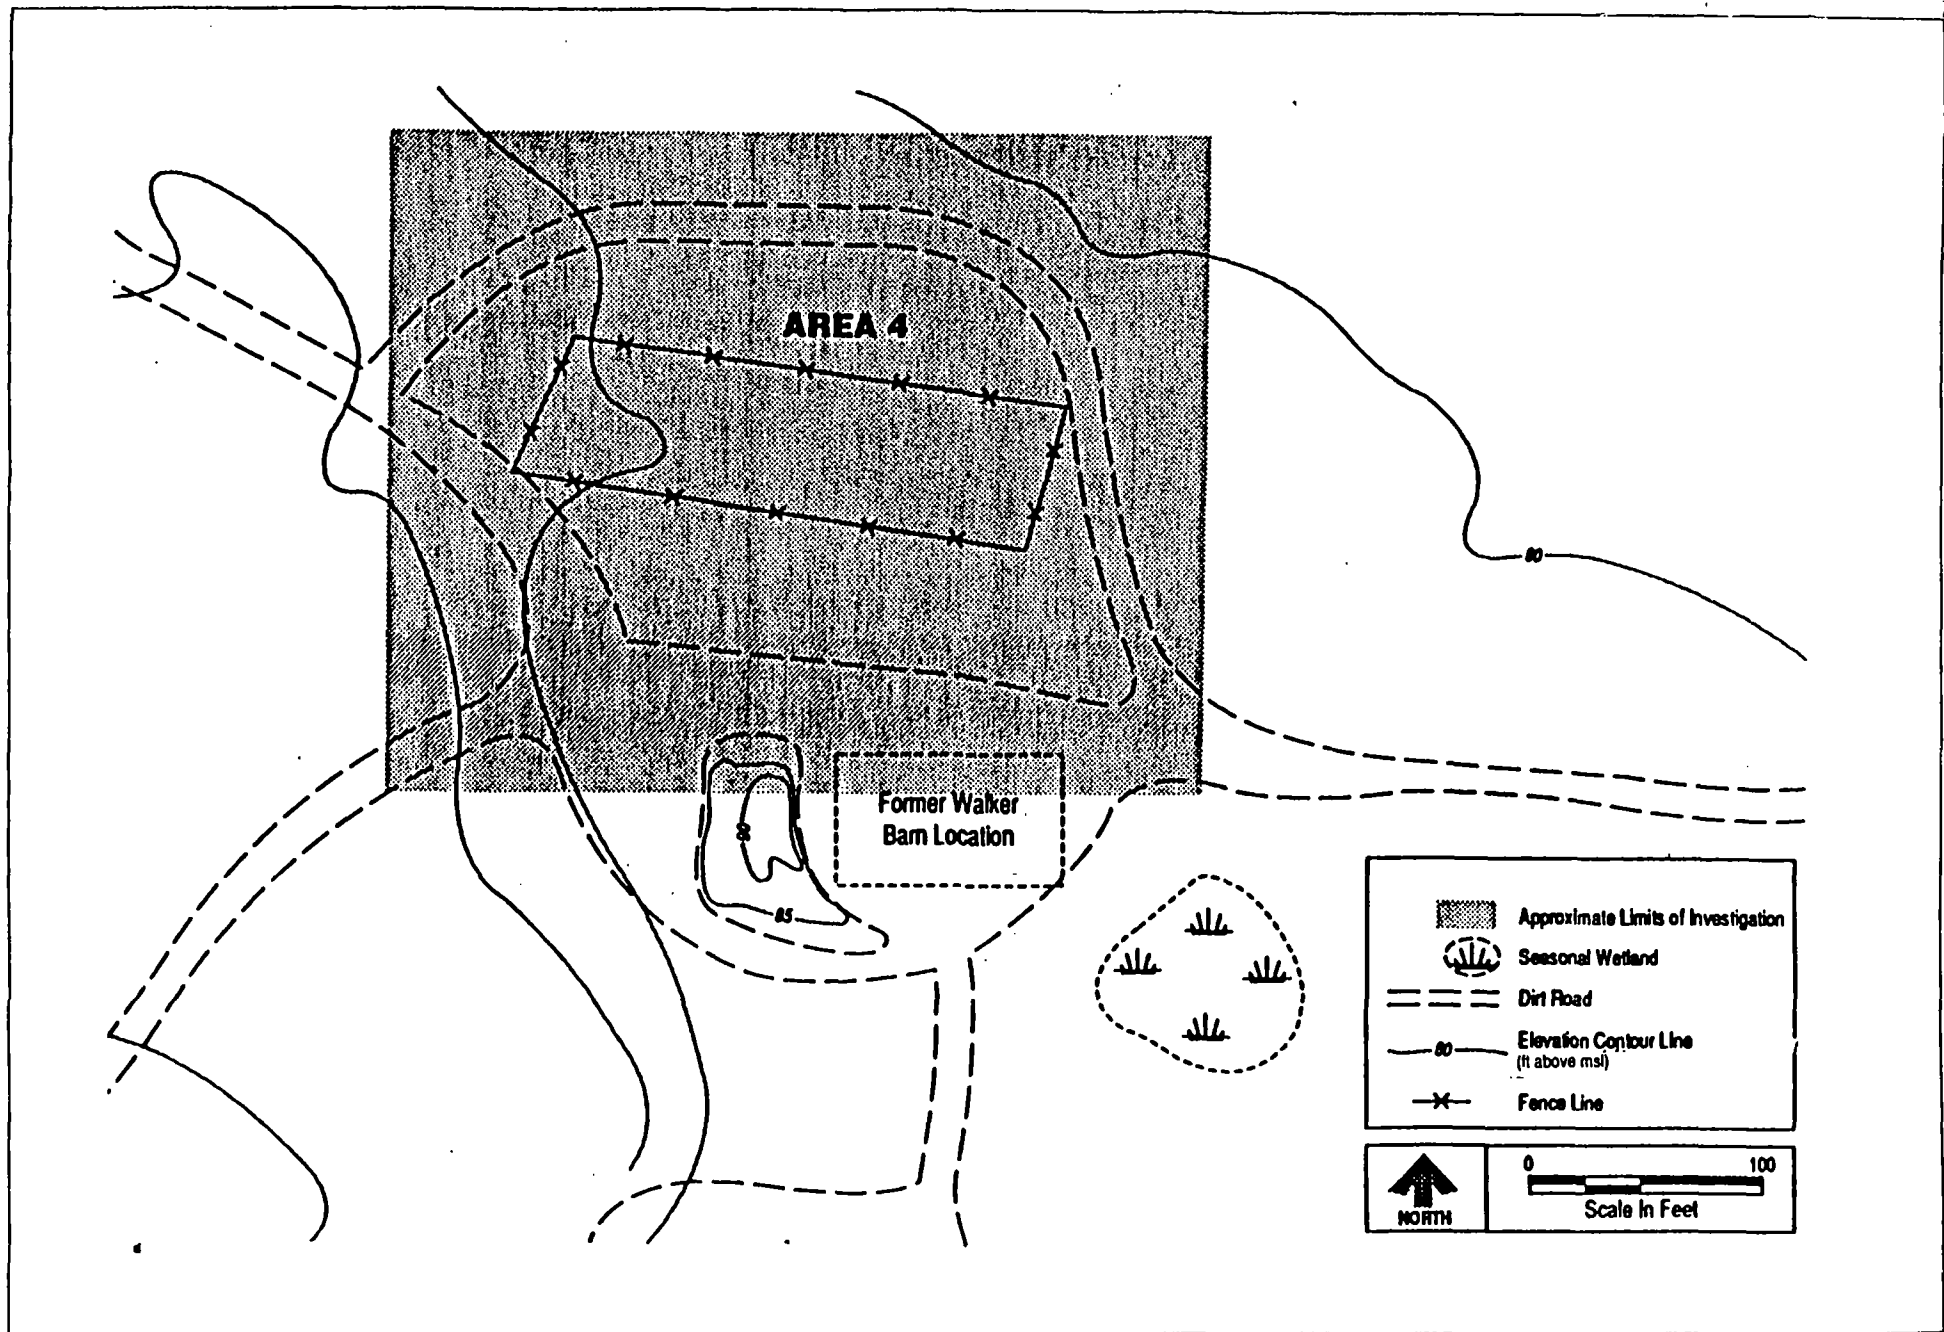 AREA 4
80
Former Walker
Barn Location
90
85
Approximate Limits of Investigation
Seasonal Wetland
Dirt Road
80
Elevation Contour Line
(ft above msl)
Fence Line
NORTH
0 100
Scale In Feet